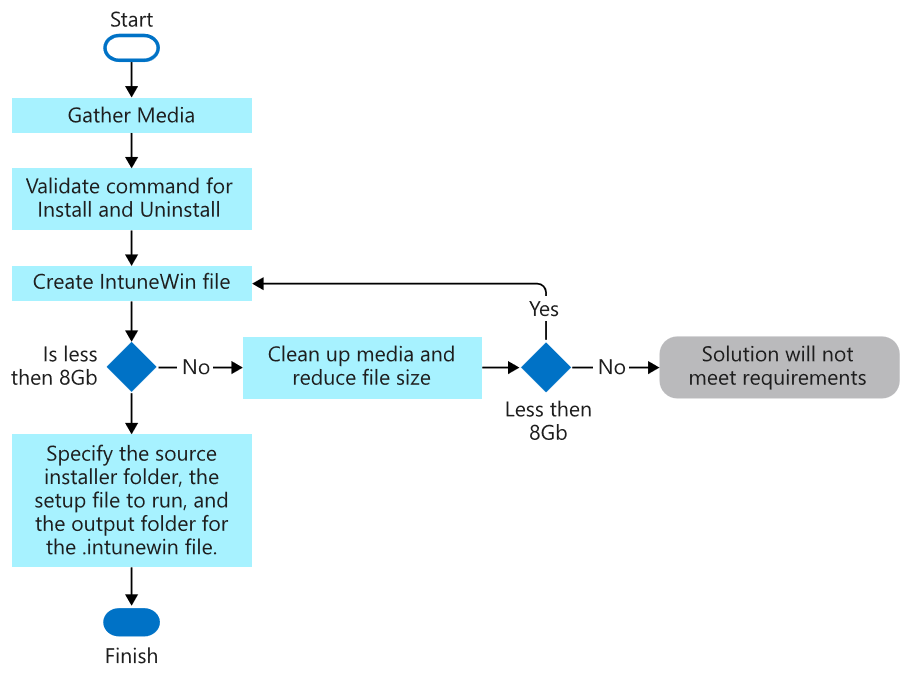 Start
Gather Media
Validate command for
Install and Uninstall
Create IntuneWin file
Yes
Is less
then 8Gb
No
Clean up media and
reduce file size
Less then
8Gb
No
Solution will not
meet requirements
Specify the source
installer folder, the
setup file to run, and
the output folder for
the .intunewin file.
Finish